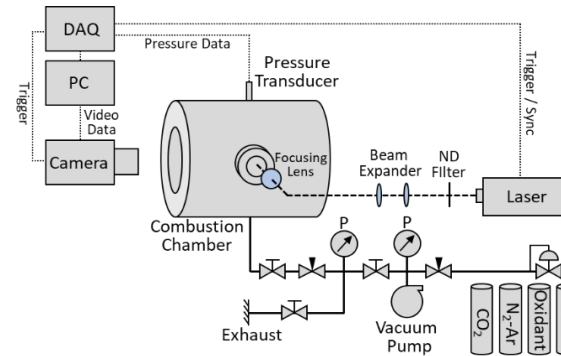 DAQ
Pressure Data
Pressure
Transducer
PC
Trigger
Trigger / Sync
Video
Data
Camera
Focusing
Lens
Beam
Expander
ND
FIlter
Laser
Combustion
Chamber
P
P
Exhaust
Vacuum
Pump
CO₂
N₂-Ar
Oxidant